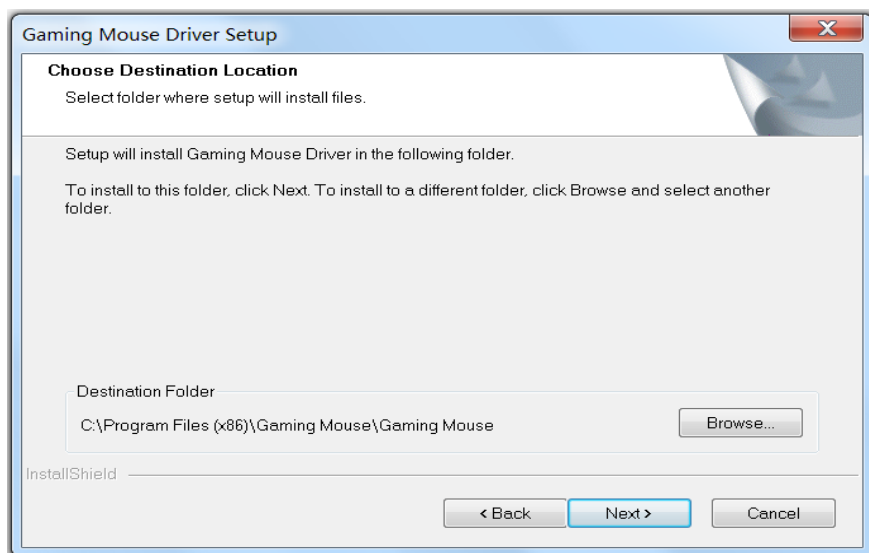 Gaming Mouse Driver Setup
Choose Destination Location
Select folder where setup will install files.
Setup will install Gaming Mouse Driver in the following folder.
To install to this folder, click Next. To install to a different folder, click Browse and select another
folder.
Destination Folder
C:\Program Files (x86)\Gaming Mouse\Gaming Mouse
Browse...
InstallShield
< Back
Next >
Cancel